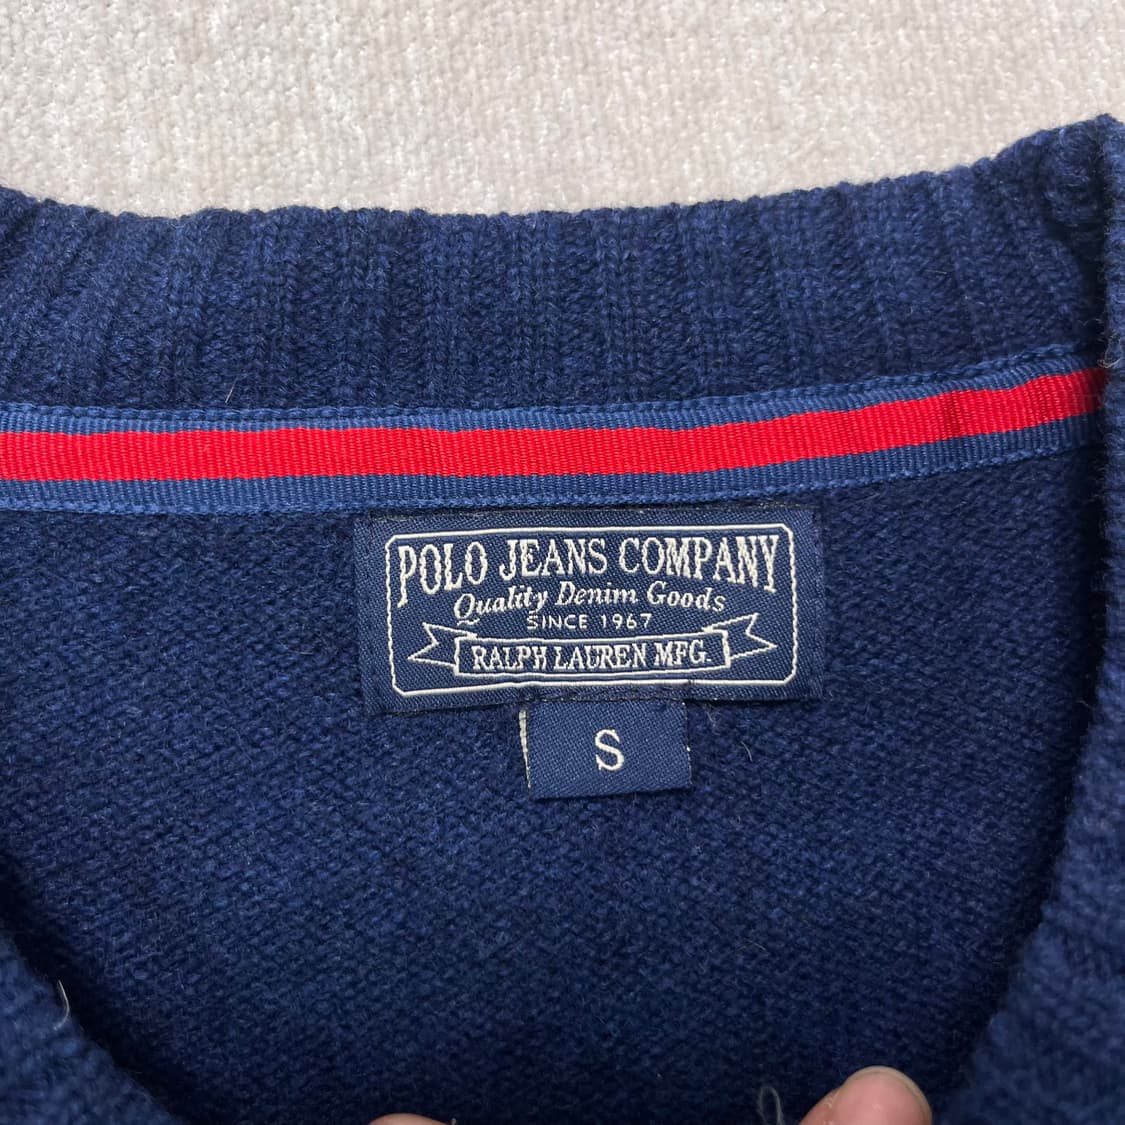 POLO JEANS COMPANY
Quality Denim Goods
SINCE 1967
RALPH LAUREN MFG.
S